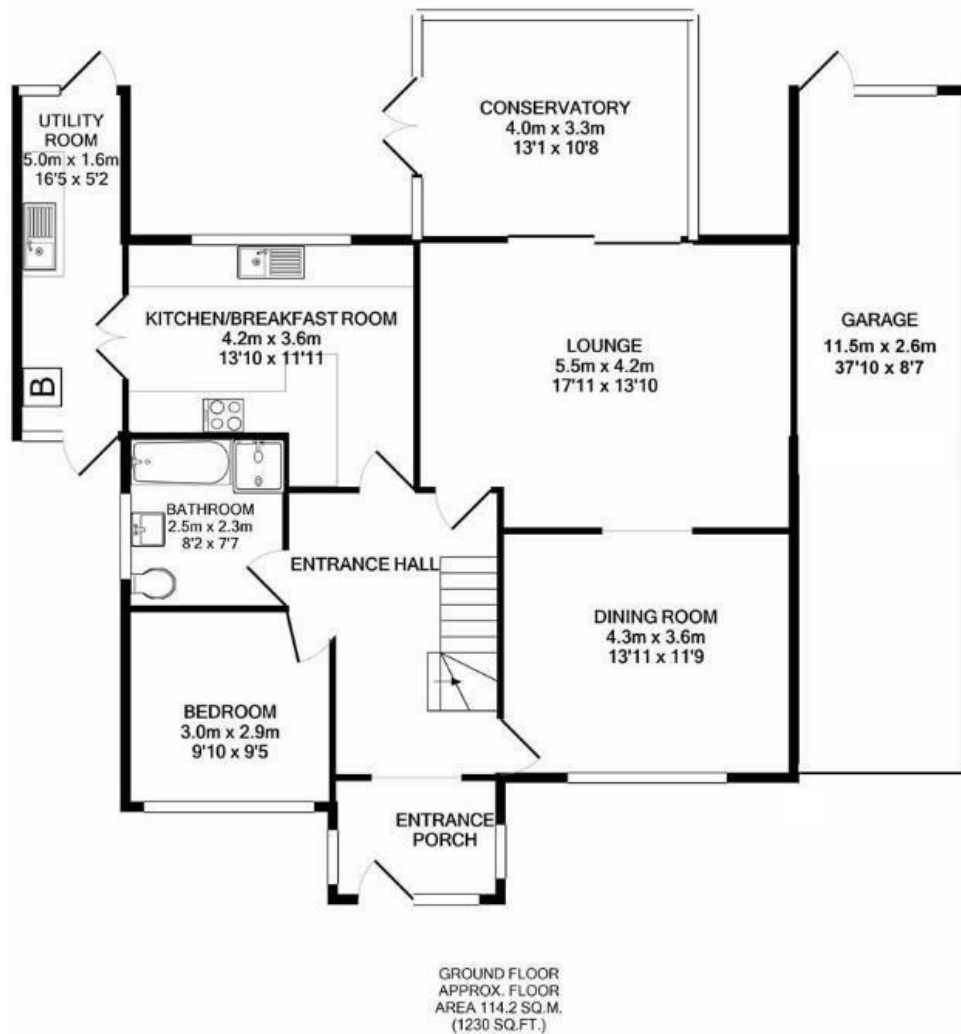 CONSERVATORY
4.0m x 3.3m
13'1 x 10'8
UTILITY
ROOM
5.0m x 1.6m
16'5 x 5'2
KITCHEN/BREAKFAST ROOM
4.2m x 3.6m
13'10 x 11'11
LOUNGE
5.5m x 4.2m
17'11 x 13'10
GARAGE
11.5m x 2.6m
37'10 x 8'7
B
BATHROOM
2.5m x 2.3m
8'2 x 7'7
ENTRANCE HALL
DINING ROOM
4.3m x 3.6m
13'11 x 11'9
BEDROOM
3.0m x 2.9m
9'10 x 9'5
ENTRANCE
PORCH
GROUND FLOOR
APPROX. FLOOR
AREA 114.2 SQ.M.
(1230 SQ.FT.)